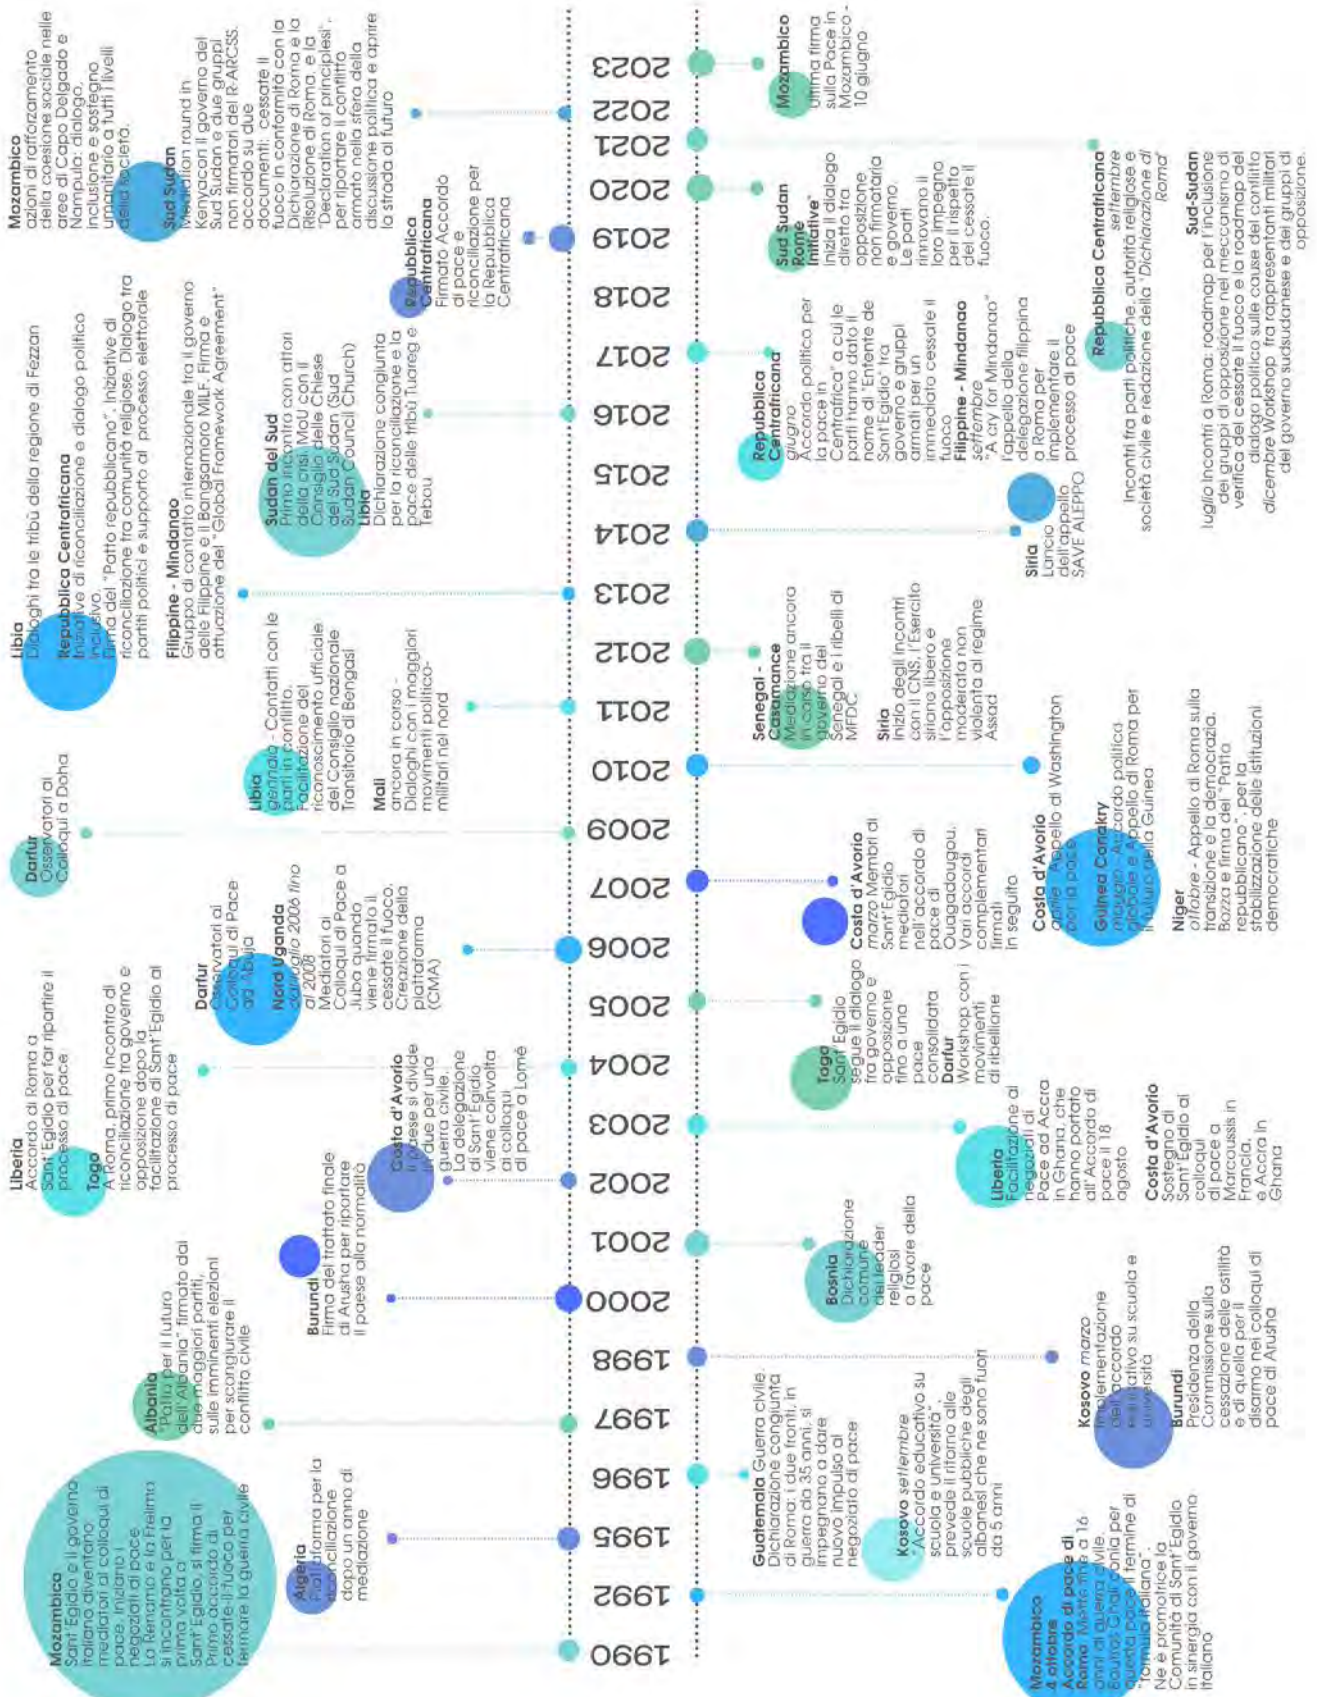 Mozambico
Sant'Egidio e il governo
italiano diventano
mediatori ai colloqui di
pace. Iniziano i
negoziati di pace
La Renamo e la Frelimo
si incontrano per la
prima volta a
Sant'Egidio, si firma il
Primo accordo di
cessate-il fuoco per
fermare la guerra civile
Algeria
Piattaforma per la
riconciliazione
dopo un anno di
mediazione
Albania
"Patto per il futuro
dell'Albania" firmato dai
due maggiori partiti,
sulle imminenti elezioni
per scongiurare il
conflitto civile
Burundi
Firma del trattato finale
di Arusha per riportare
il paese alla normalità
Costa d'Avorio
Il paese si divide
in due per una
guerra civile.
La delegazione
di Sant'Egidio
viene coinvolta
ai colloqui
di pace a Lomè
Liberia
Accordo di Roma a
Sant'Egidio per far ripartire il
processo di pace
Togo
A Roma, primo incontro di
riconciliazione tra governo e
opposizione dopo la
facilitazione di Sant'Egidio al
processo di pace
Darfur
Osservatori ai
Colloqui di Pace
ad Abuja
Nord Uganda
dal luglio 2006 fino
al 2008
Mediatori ai
Colloqui di Pace a
Juba quando
viene firmato il
cessate il fuoco.
Creazione della
piattaforma
(CMA)
Darfur
Osservatori ai
Colloqui a Doha
Libia
gennaio - Contatti con le
parti in conflitto.
Facilitazione del
riconoscimento ufficiale
del Consiglio nazionale
Transitorio di Bengasi
Mali
ancora in corso -
Dialoghi con i maggiori
movimenti politico-
militari nel nord
Libia
Dialoghi tra le tribù della regione di Fezzan
Repubblica Centrafricana
Iniziative di riconciliazione e dialogo politico
inclusivo.
Firma del "Patto repubblicano". Iniziative di
riconciliazione tra comunità religiose. Dialogo tra
partiti politici e supporto al processo elettorale
Filippine - Mindanao
Gruppo di contatto internazionale tra il governo
delle Filippine e il Bangsamoro MILF. Firma e
attuazione del "Global Framework Agreement"
Sudan del Sud
Primo incontro con attori
della crisi. MoU con il
Consiglio delle Chiese
del Sud Sudan (Sud
Sudan Council Church)
Libia
Dichiarazione congiunta
per la riconciliazione e la
pace delle tribù Tuareg e
Tebou
Repubblica
Centrafricana
Firmato Accordo
di pace e
riconciliazione per
la Repubblica
Centrafricana
Mozambico
azioni di rafforzamento
della coesione sociale nelle
aree di Capo Delgado e
Nampula: dialogo,
inclusione e sostegno
umanitario a tutti i livelli
della società.
Sud Sudan
Mediation round in
Kenyacon il governo del
Sud Sudan e due gruppi
non firmatari del R-ARCSS.
accordo su due
documenti: cessate il
fuoco in conformità con la
Dichiarazione di Roma e la
Risoluzione di Roma, e la
"Declaration of principlesi".
per riportare il conflitto
armato nella sfera della
discussione politica e aprire
la strada al futuro
1990
1992
1995
1996
1997
1998
2000
2001
2002
2003
2004
2005
2006
2007
2009
2010
2011
2012
2013
2014
2015
2016
2017
2018
2019
2020
2021
2022
2023
Mozambico
4 ottobre
Accordo di pace di
Roma Mette fine a 16
anni di guerra civile.
Boutros Ghali conia per
questa pace il termine di
"formula italiana".
Ne è promotrice la
Comunità di Sant'Egidio
in sinergia con il governo
italiano
Guatemala Guerra civile.
Dichiarazione congiunta
di Roma: i due fronti, in
guerra da 35 anni, si
impegnano a dare
nuovo impulso al
negoziato di pace
Kosovo settembre
"Accordo educativo su
scuola e università",
prevede il ritorno alle
scuole pubbliche degli
albanesi che ne sono fuori
da 5 anni
Kosovo marzo
Implementazione
dell'accordo
educativo su scuola e
università
Burundi
Presidenza della
Commissione sulla
cessazione delle ostilità
e di quella per il
disarmo nei colloqui di
pace di Arusha
Bosnia
Dichiarazione
comune
dei leader
religiosi
a favore della
pace
Liberia
Facilitazione ai
negoziati di
Pace ad Accra
in Ghana, che
hanno portato
all'Accordo di
pace il 18
agosto
Costa d'Avorio
Sostegno di
Sant'Egidio ai
colloqui
di pace a
Marcoussis in
Francia,
e Accra in
Ghana
Togo
Sant'Egidio
segue il dialogo
fra governo e
opposizione
fino a una
pace
consolidata
Darfur
Workshop con i
movimenti
di ribellione
Costa d'Avorio
marzo Membri di
Sant'Egidio
mediatori
nell'accordo di
pace di
Ouagadougou.
Vari accordi
complementari
firmati
in seguito
Costa d'Avorio
aprile - Appello di Washington
per la pace
Guinea Conakry
maggio - Accordo politico
globale e Appello di Roma per
il futuro della Guinea
Niger
ottobre - Appello di Roma sulla
transizione e la democrazia.
Bozza e firma del "Patto
repubblicano", per la
stabilizzazione delle istituzioni
democratiche
Senegal -
Casamance
Mediazione ancora
in corso tra il
governo del
Senegal e i ribelli di
MFDC
Siria
Inizio degli incontri
con il CNS, l'Esercito
siriano libero e
l'opposizione
moderata non
violenta al regime
Assad
Siria
Lancio
dell'appello
SAVE ALEPPO
Repubblica
Centrafricana
giugno
Accordo politico per
la pace in
Centrafrica" a cui le
parti hanno dato il
nome di "Entente de
Sant'Egidio" tra
governo e gruppi
armati per un
immediato cessate il
fuoco
Filippine - Mindanao
settembre
"A cry for Mindanao"
l'appello della
delegazione filippina
a Roma per
implementare il
processo di pace
Sud Sudan
Rome
Initiative"
Inizia il dialogo
diretto tra
opposizione
non firmataria
e governo.
Le parti
rinnovano il
loro impegno
per il rispetto
del cessate il
fuoco.
Repubblica Centrafricana
settembre
Incontri fra parti politiche, autorità religiose e
società civile e redazione della "Dichiarazione di
Roma"
Sud-Sudan
luglio Incontri a Roma: roadmap per l'inclusione
dei gruppi di opposizione nel meccanismo di
verifica del cessate il fuoco e la roadmap del
dialogo politico sulle cause del conflitto
dicembre Workshop fra rappresentanti militari
del governo sudsudanese e dei gruppi di
opposizione.
Mozambico
Ultima firma
sulla Pace in
Mozambico -
10 giugno